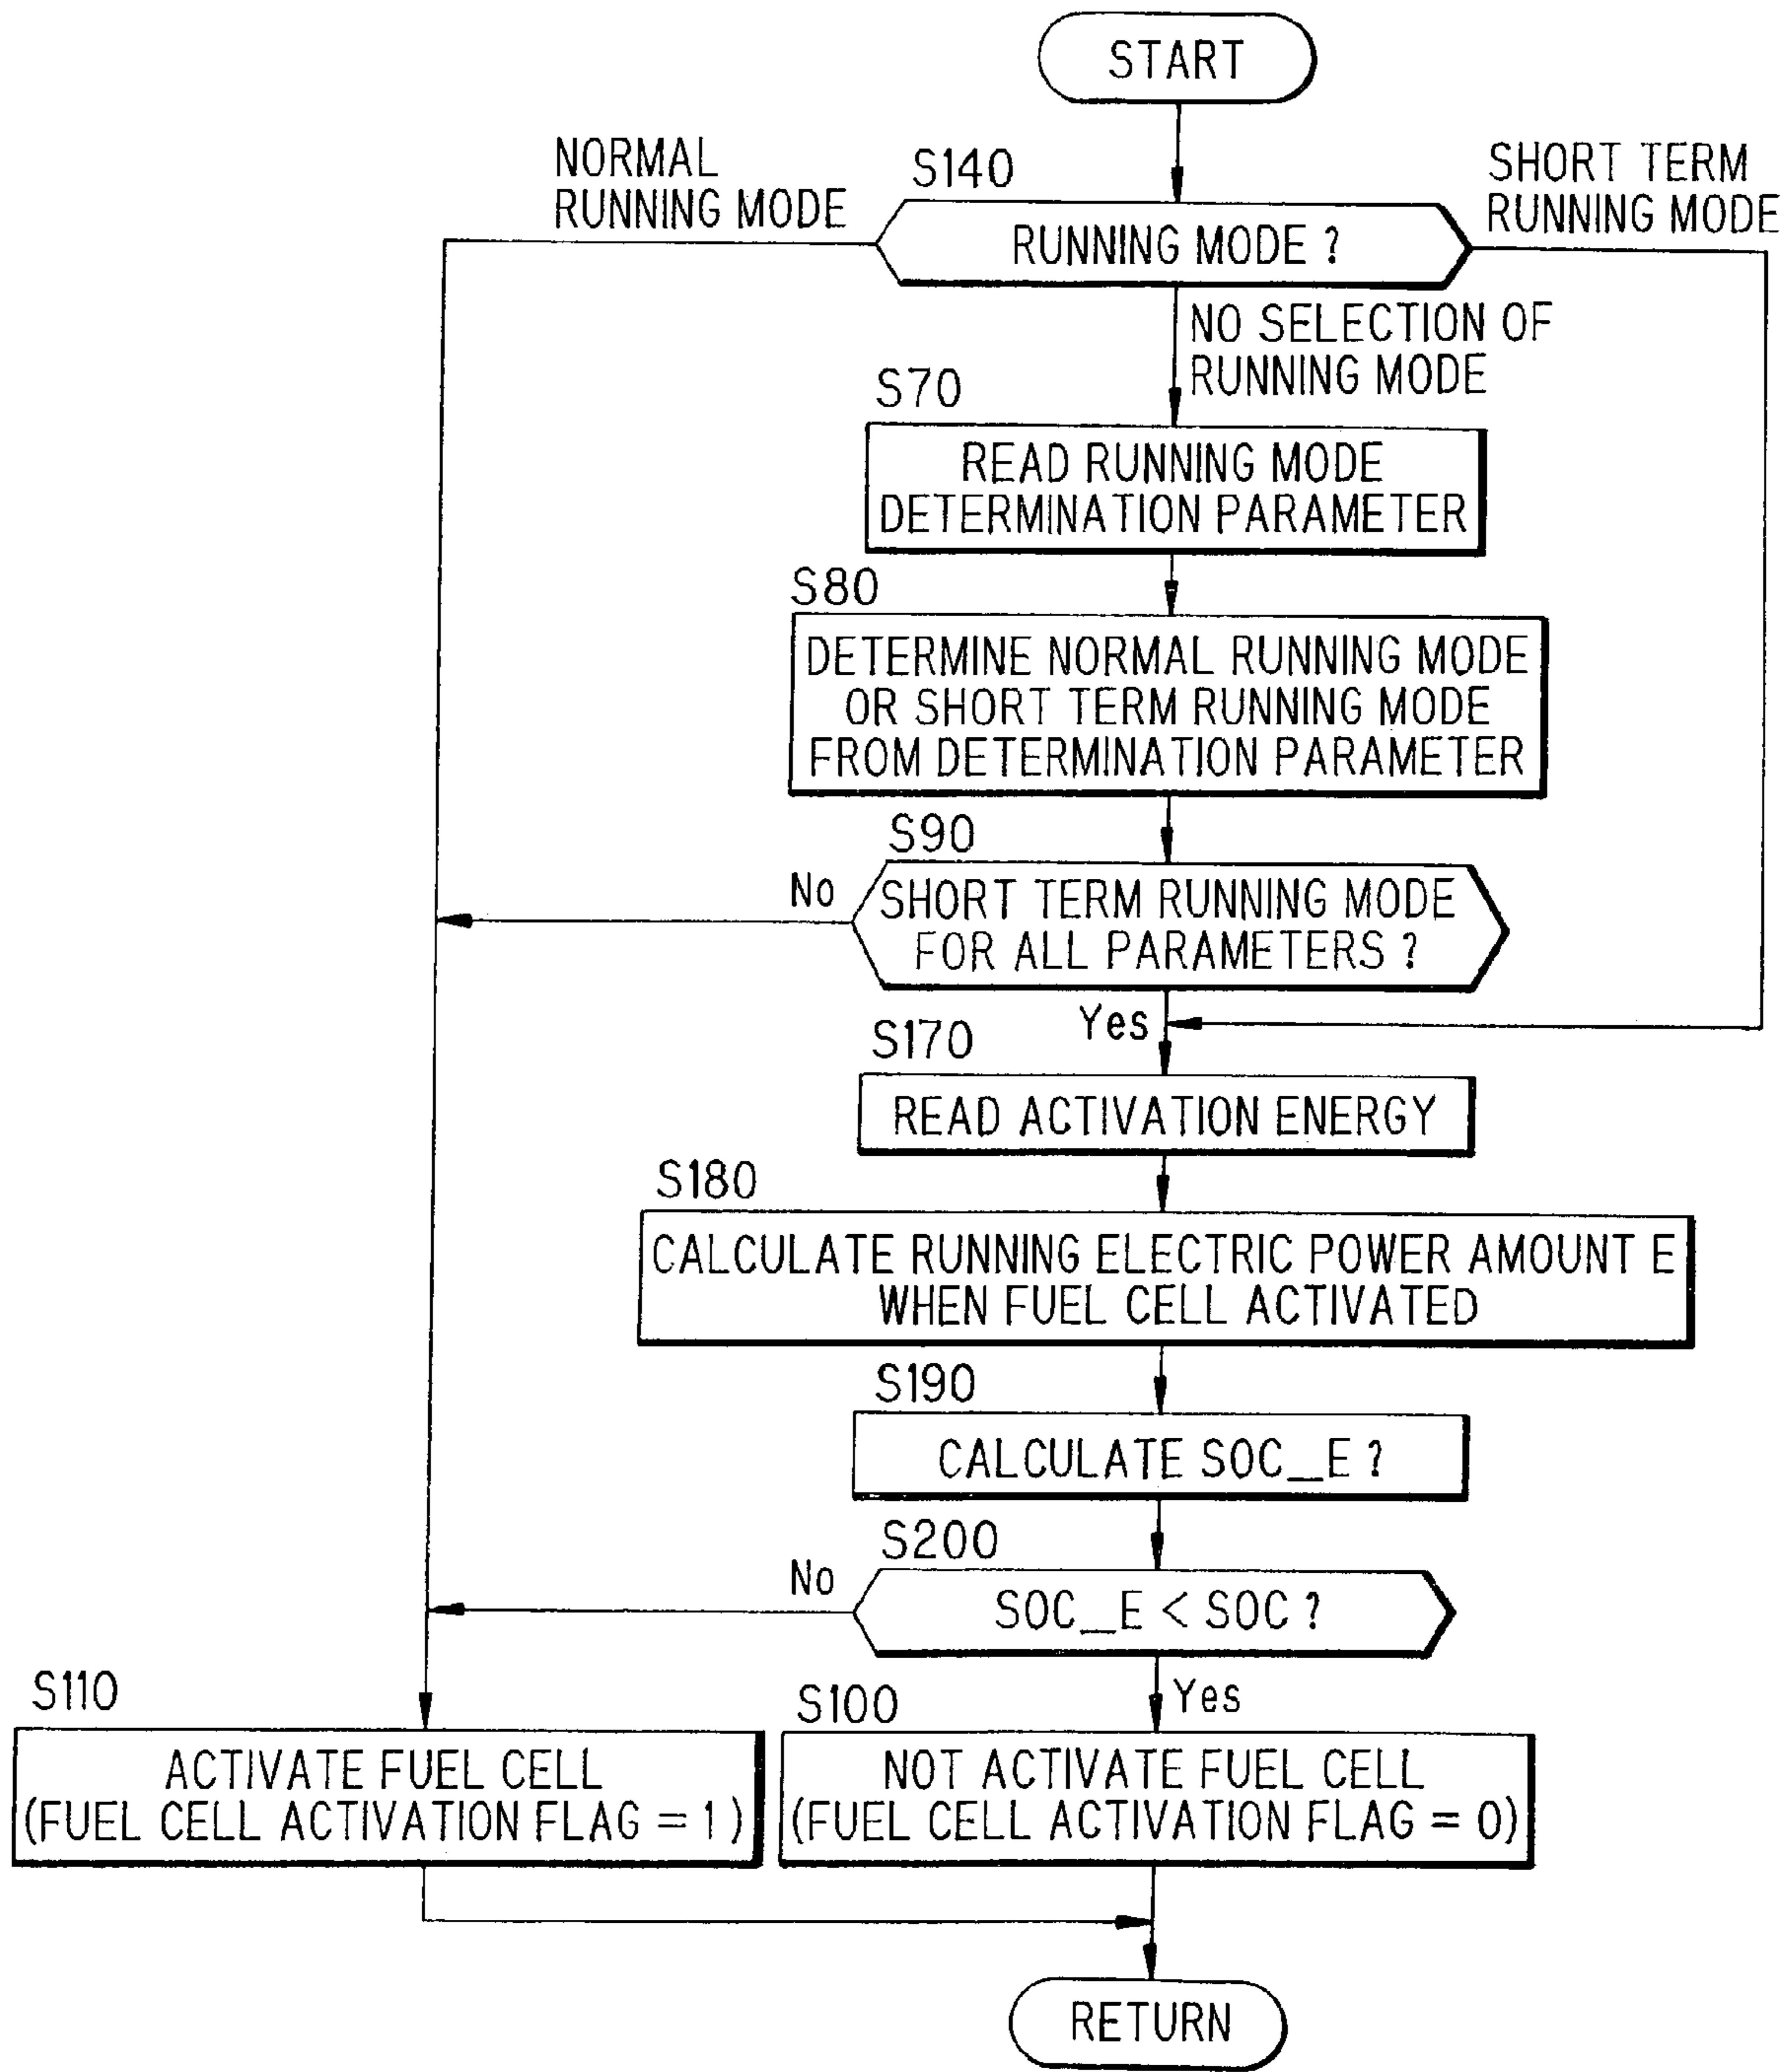 START
NORMAL
RUNNING MODE
S140
SHORT TERM
RUNNING MODE
RUNNING MODE ?
NO SELECTION OF
RUNNING MODE
S70
READ RUNNING MODE
DETERMINATION PARAMETER
S80
DETERMINE NORMAL RUNNING MODE
OR SHORT TERM RUNNING MODE
FROM DETERMINATION PARAMETER
S90
No
SHORT TERM RUNNING MODE
FOR ALL PARAMETERS ?
Yes
S170
READ ACTIVATION ENERGY
S180
CALCULATE RUNNING ELECTRIC POWER AMOUNT E
WHEN FUEL CELL ACTIVATED
S190
CALCULATE SOC_E ?
S200
No
SOC_E < SOC ?
Yes
S110
ACTIVATE FUEL CELL
(FUEL CELL ACTIVATION FLAG = 1)
S100
NOT ACTIVATE FUEL CELL
(FUEL CELL ACTIVATION FLAG = 0)
RETURN